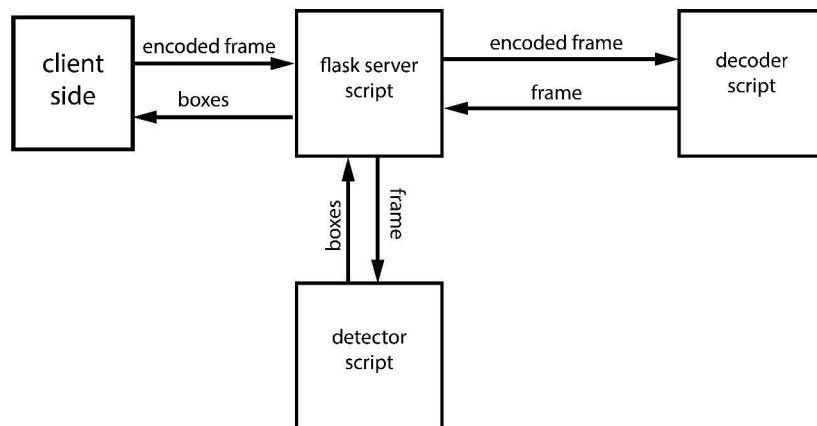 client
side
encoded frame
boxes
flask server
script
encoded frame
frame
decoder
script
boxes
frame
detector
script